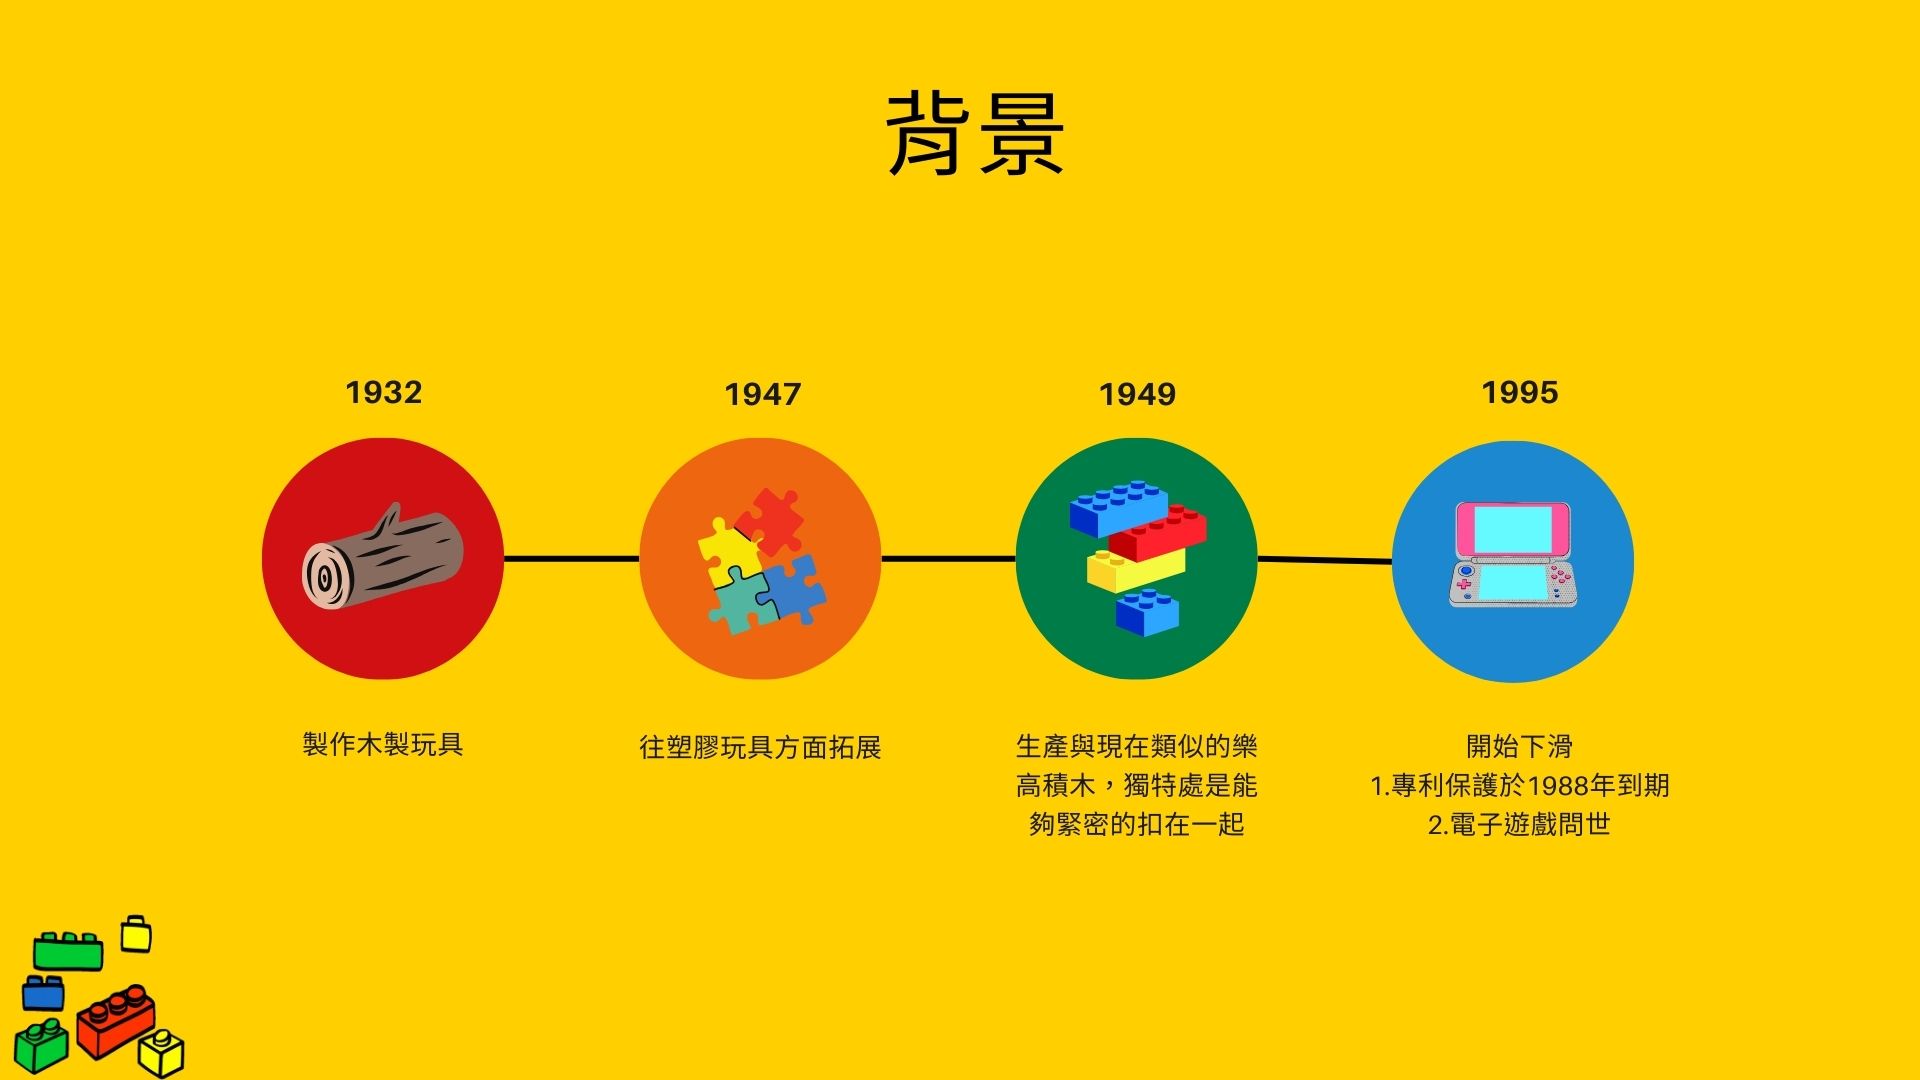 背景
1932
製作木製玩具
1947
往塑膠玩具方面拓展
1949
生產與現在類似的樂
高積木，獨特處是能
夠緊密的扣在一起
1995
開始下滑
1.專利保護於1988年到期
2.電子遊戲問世